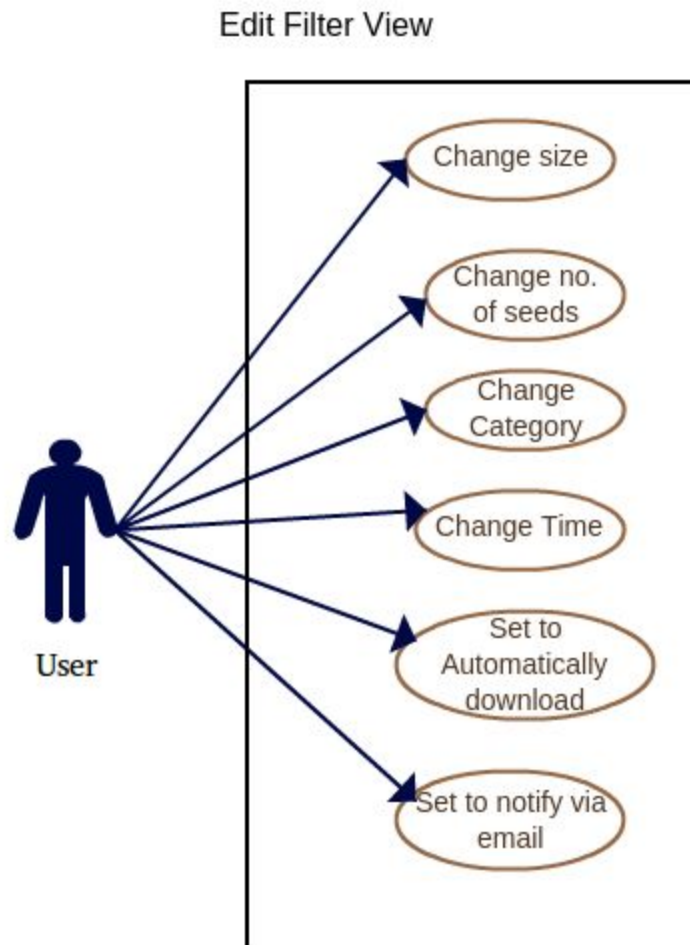 Edit Filter View
Change size
Change no.
of seeds
Change
Category
Change Time
Set to
Automatically
download
Set to notify via
email
User